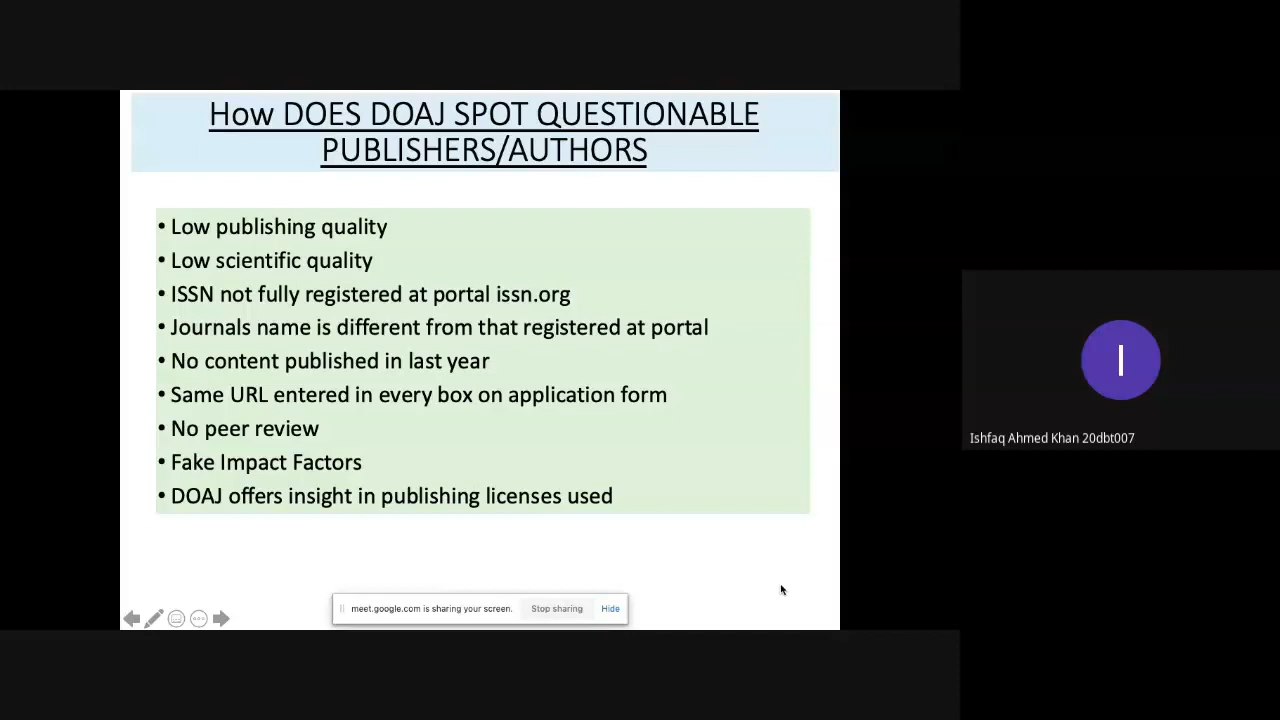 How DOES DOAJ SPOT QUESTIONABLE
PUBLISHERS/AUTHORS
• Low publishing quality
• Low scientific quality
• ISSN not fully registered at portal issn.org
• Journals name is different from that registered at portal
• No content published in last year
• Same URL entered in every box on application form
• No peer review
• Fake Impact Factors
• DOAJ offers insight in publishing licenses used
I
Ishfaq Ahmed Khan 20dbt007
meet.google.com is sharing your screen. Stop sharing Hide